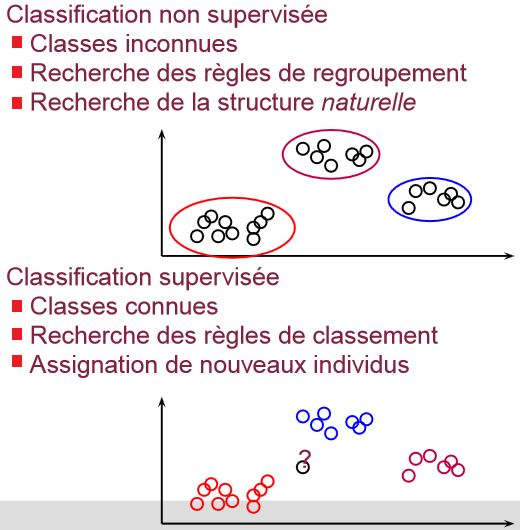 Classification non supervisée
Classes inconnues
Recherche des règles de regroupement
Recherche de la structure naturelle
Classification supervisée
Classes connues
Recherche des règles de classement
Assignation de nouveaux individus
?